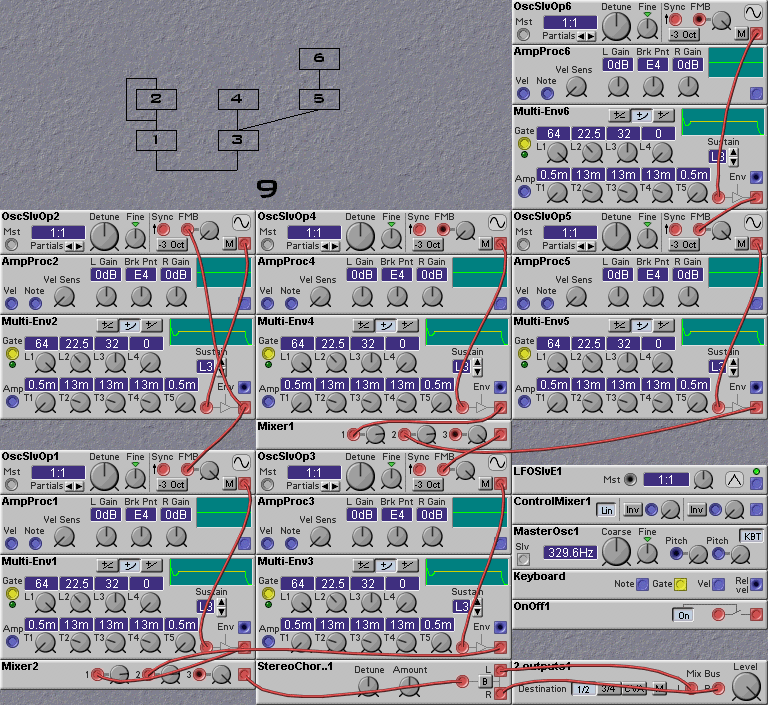 6
2 4 5
1 3
9
OscSlvOp6 Detune Fine Sync FMB
Mst 1:1
Partials -3 Oct M
AmpProc6 L Gain Brk Pnt R Gain
0dB E4 0dB
Vel Note Vel Sens
Multi-Env6
Gate 64 22.5 32 0
L1 L2 L3 L4 Sustain
L3
0.5m 13m 13m 13m 0.5m Env
Amp T1 T2 T3 T4 T5
OscSlvOp2 Detune Fine Sync FMB
Mst 1:1
Partials -3 Oct M
AmpProc2 L Gain Brk Pnt R Gain
0dB E4 0dB
Vel Note Vel Sens
Multi-Env2
Gate 64 22.5 32 0
L1 L2 L3 L4 Sustain
L3
0.5m 13m 13m 13m 0.5m Env
Amp T1 T2 T3 T4 T5
OscSlvOp4 Detune Fine Sync FMB
Mst 1:1
Partials -3 Oct M
AmpProc4 L Gain Brk Pnt R Gain
0dB E4 0dB
Vel Note Vel Sens
Multi-Env4
Gate 64 22.5 32 0
L1 L2 L3 L4 Sustain
L3
0.5m 13m 13m 13m 0.5m Env
Amp T1 T2 T3 T4 T5
Mixer1 1 2 3
OscSlvOp5 Detune Fine Sync FMB
Mst 1:1
Partials -3 Oct M
AmpProc5 L Gain Brk Pnt R Gain
0dB E4 0dB
Vel Note Vel Sens
Multi-Env5
Gate 64 22.5 32 0
L1 L2 L3 L4 Sustain
L3
0.5m 13m 13m 13m 0.5m Env
Amp T1 T2 T3 T4 T5
OscSlvOp1 Detune Fine Sync FMB
Mst 1:1
Partials -3 Oct M
AmpProc1 L Gain Brk Pnt R Gain
0dB E4 0dB
Vel Note Vel Sens
Multi-Env1
Gate 64 22.5 32 0
L1 L2 L3 L4 Sustain
L3
0.5m 13m 13m 13m 0.5m Env
Amp T1 T2 T3 T4 T5
Mixer2 1 2 3
OscSlvOp3 Detune Fine Sync FMB
Mst 1:1
Partials -3 Oct M
AmpProc3 L Gain Brk Pnt R Gain
0dB E4 0dB
Vel Note Vel Sens
Multi-Env3
Gate 64 22.5 32 0
L1 L2 L3 L4 Sustain
L3
0.5m 13m 13m 13m 0.5m Env
Amp T1 T2 T3 T4 T5
StereoChor..1 Detune Amount L B R
LFOSlvE1 Mst 1:1
ControlMixer1 Lin Inv Inv
MasterOsc1 Coarse Fine KBT
Slv 329.6Hz Pitch Pitch
Keyboard Note Gate Vel Rel vel
OnOff1 On
2 outputs1 Mix Bus Level
Destination 1/2 3/4 CVA M L R